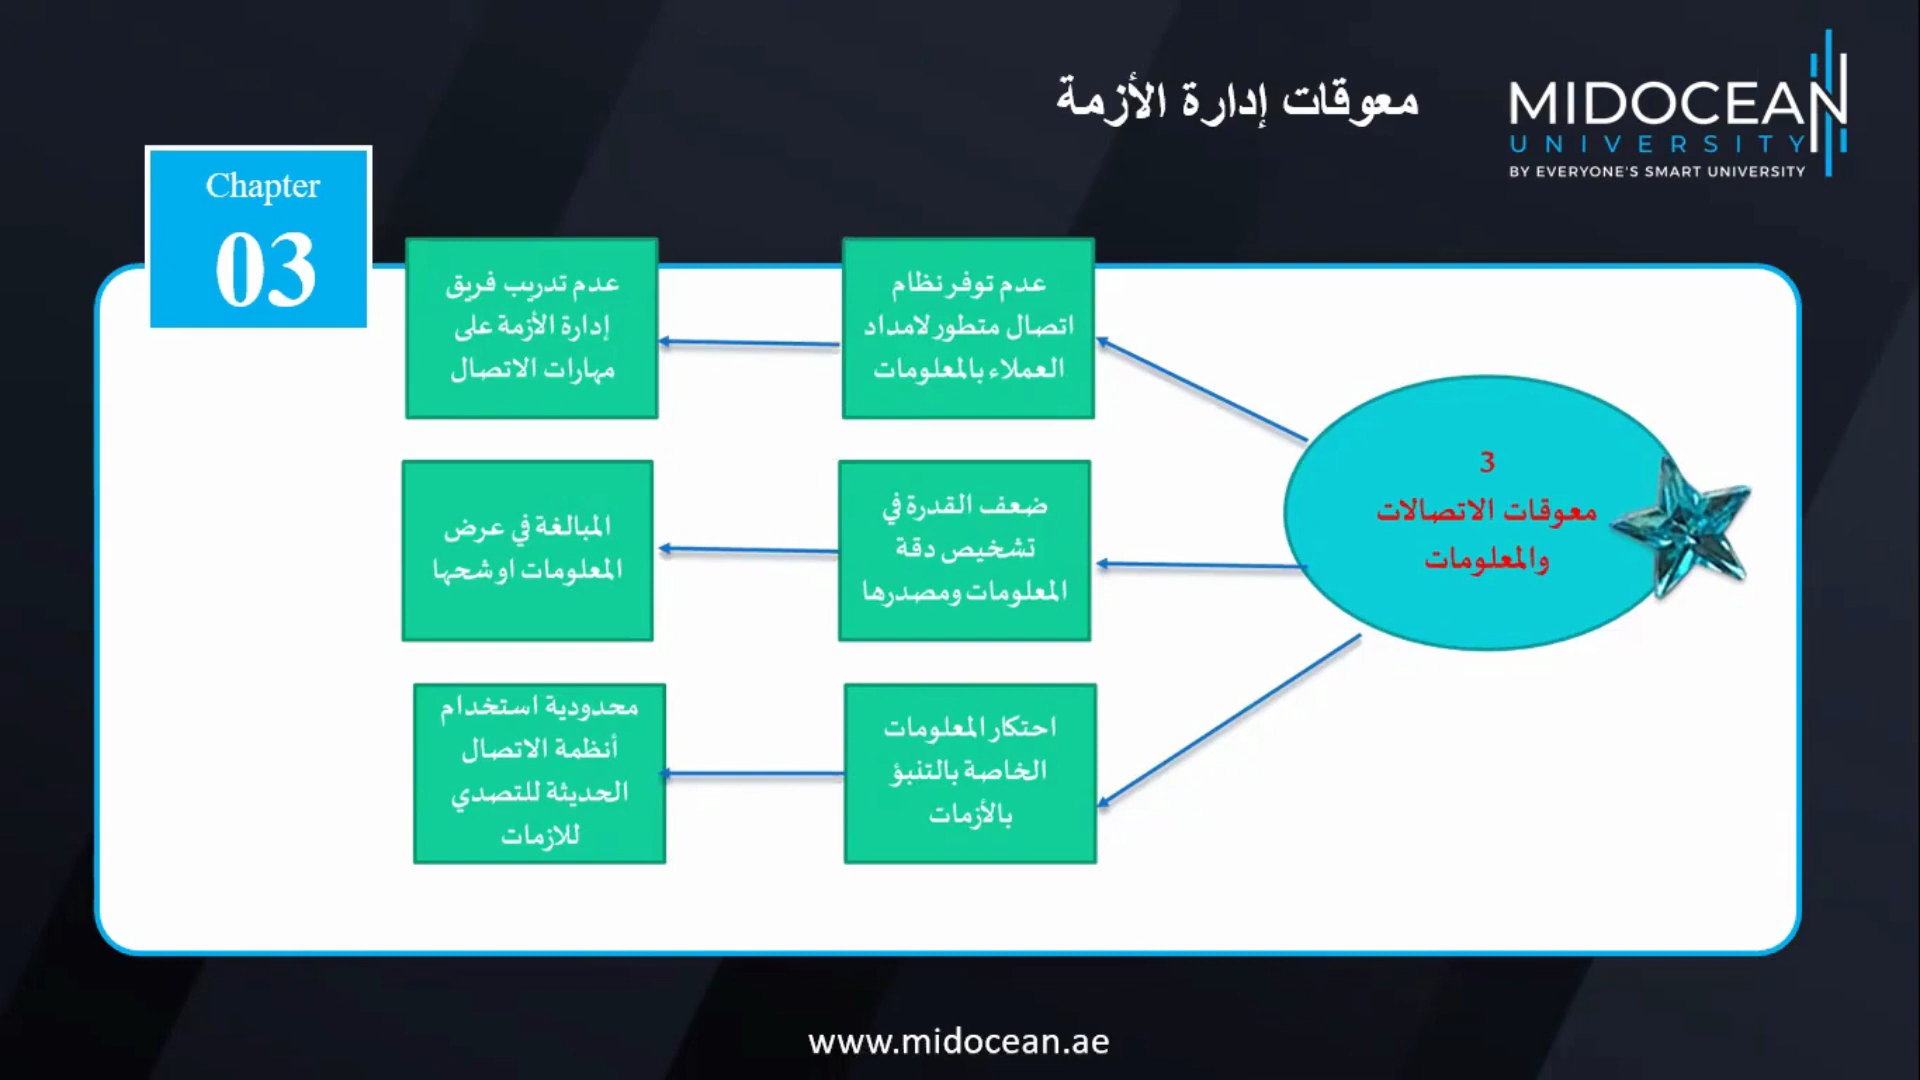 معوقات إدارة الأزمة
MIDOCEAN
UNIVERSITY
BY EVERYONE'S SMART UNIVERSITY
Chapter
03
3
معوقات الاتصالات
والمعلومات
عدم توفر نظام
اتصال متطور لامداد
العملاء بالمعلومات
عدم تدريب فريق
إدارة الأزمة على
مهارات الاتصال
ضعف القدرة في
تشخيص دقة
المعلومات ومصدرها
المبالغة في عرض
المعلومات او شحها
احتكار المعلومات
الخاصة بالتنبؤ
بالأزمات
محدودية استخدام
أنظمة الاتصال
الحديثة للتصدي
للازمات
www.midocean.ae